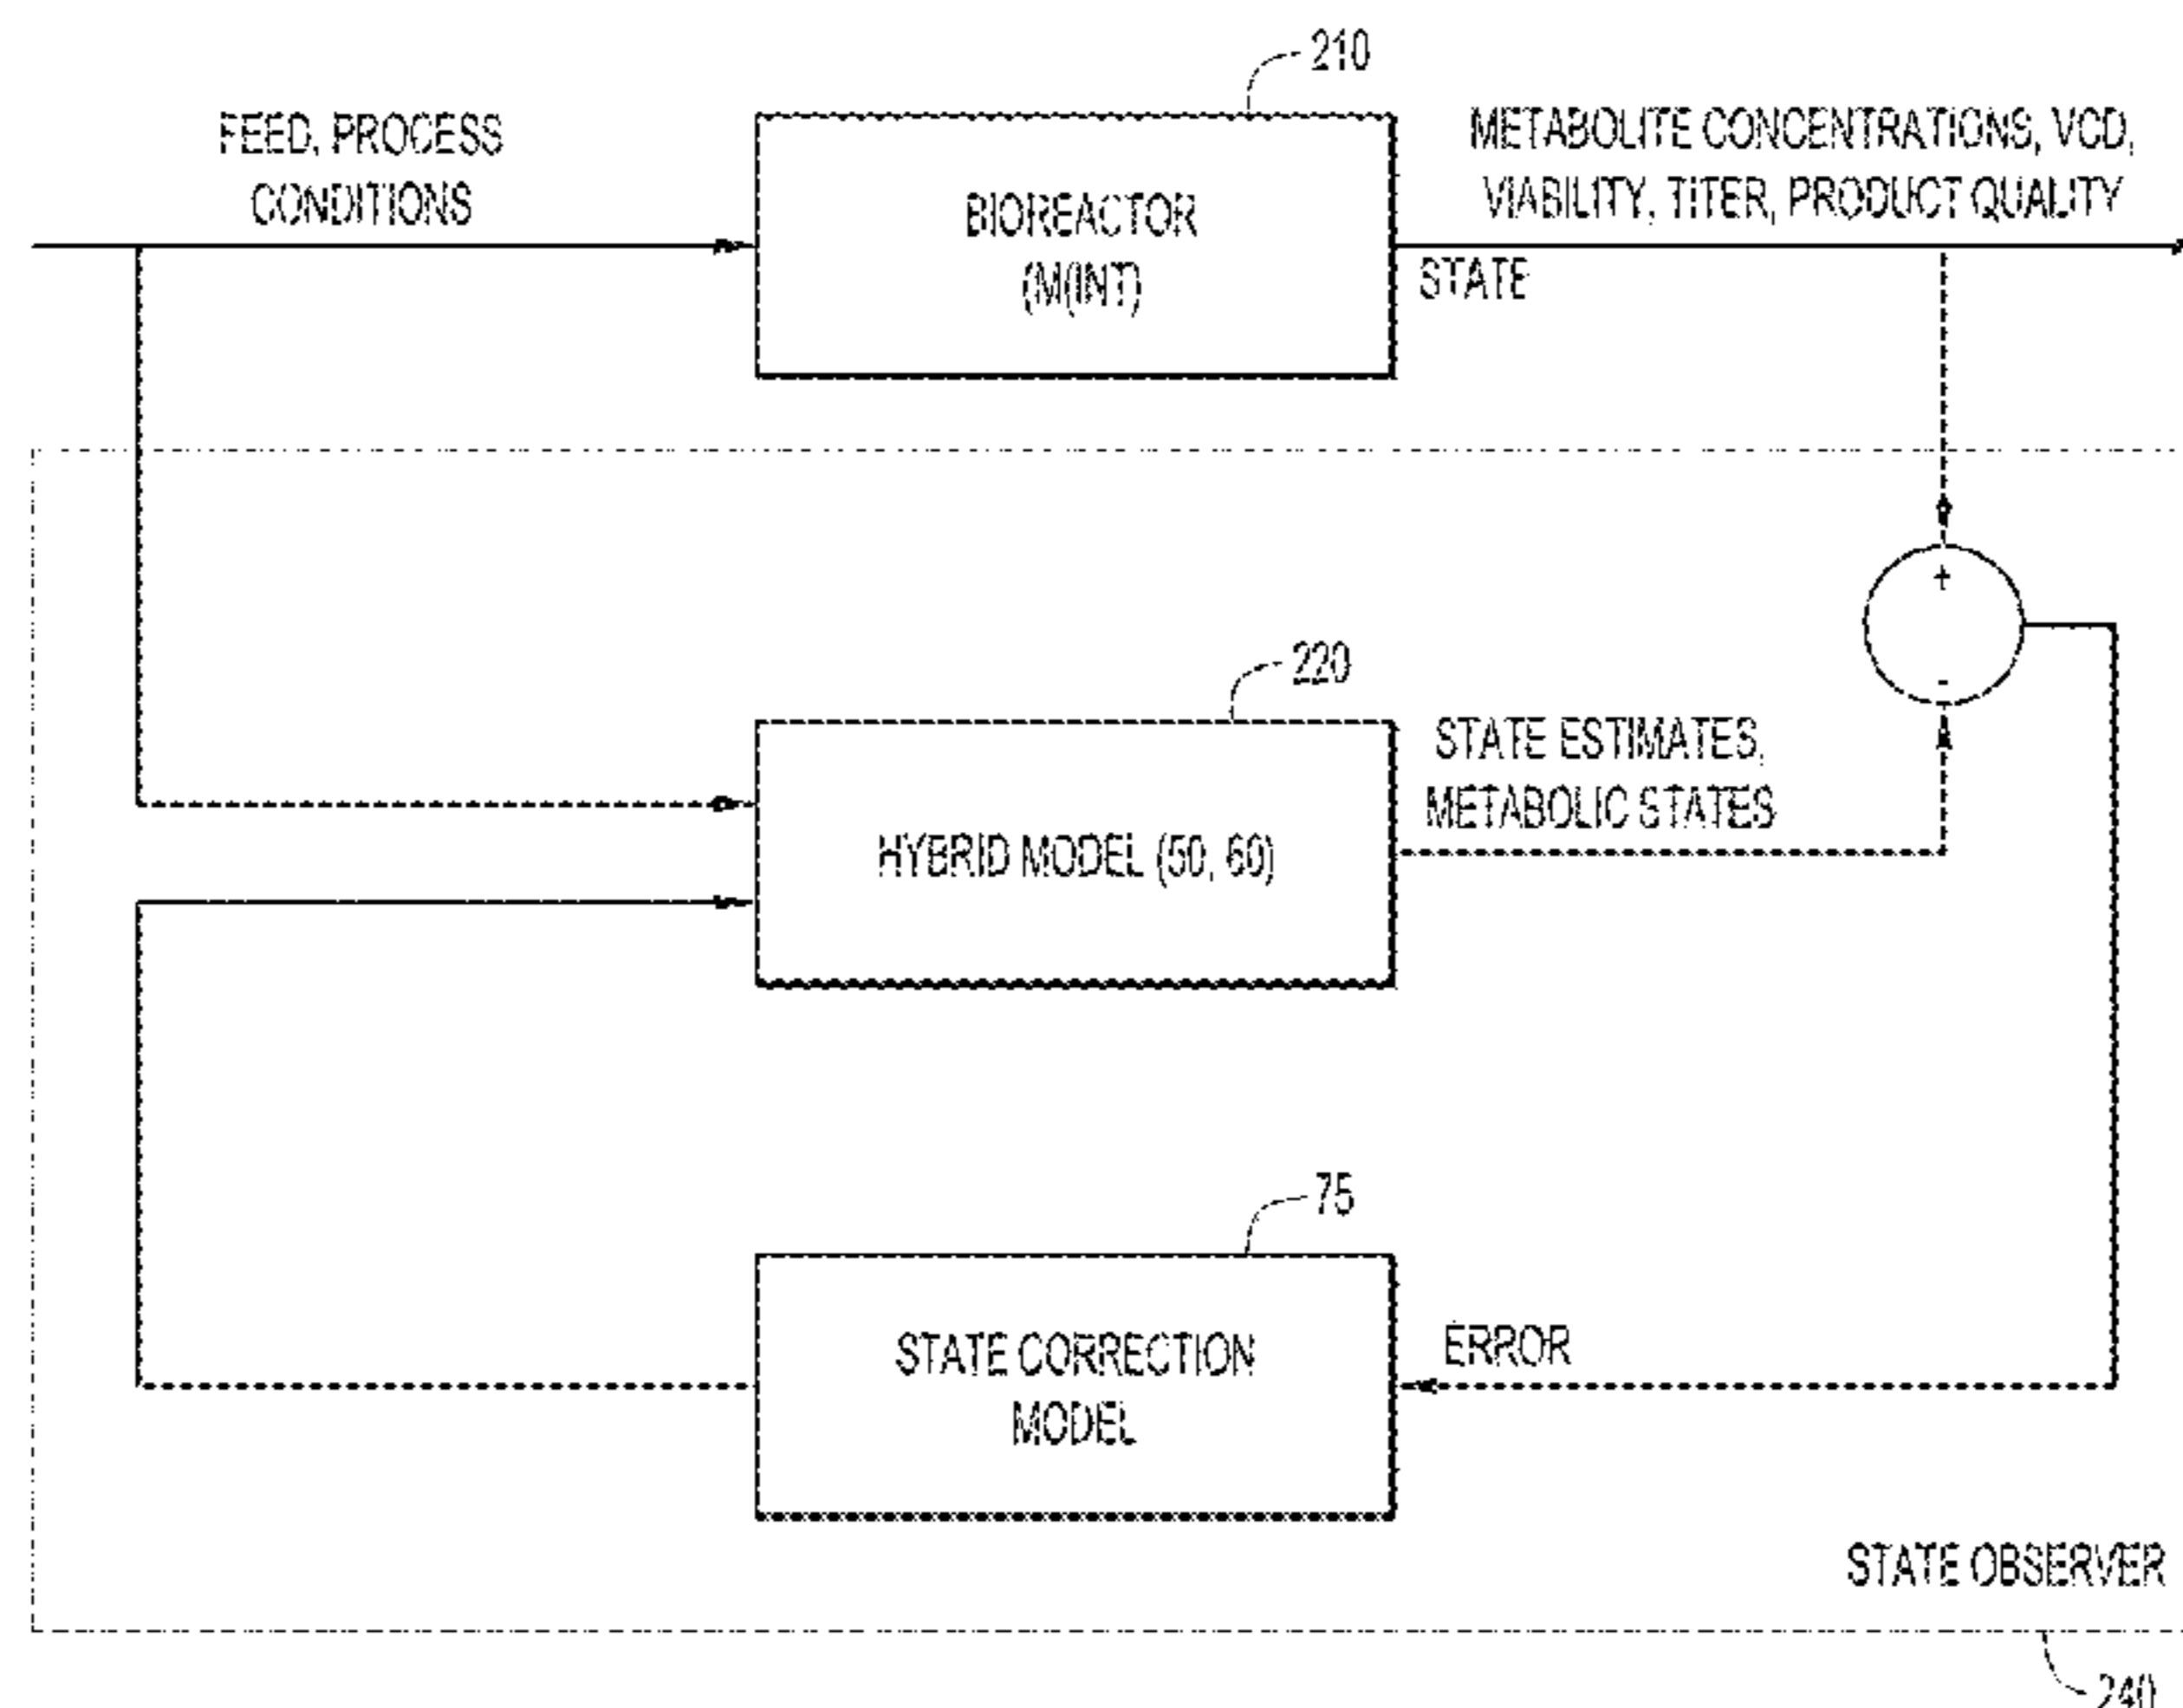 210
FEED, PROCESS
CONDITIONS
METABOLITE CONCENTRATIONS, VCD,
VIABILITY, TITER, PRODUCT QUALITY
BIOREACTOR
(M(INT)
STATE
+
-
220
STATE ESTIMATES,
METABOLIC STATES
HYBRID MODEL (50, 60)
75
STATE CORRECTION
MODEL
ERROR
STATE OBSERVER
240